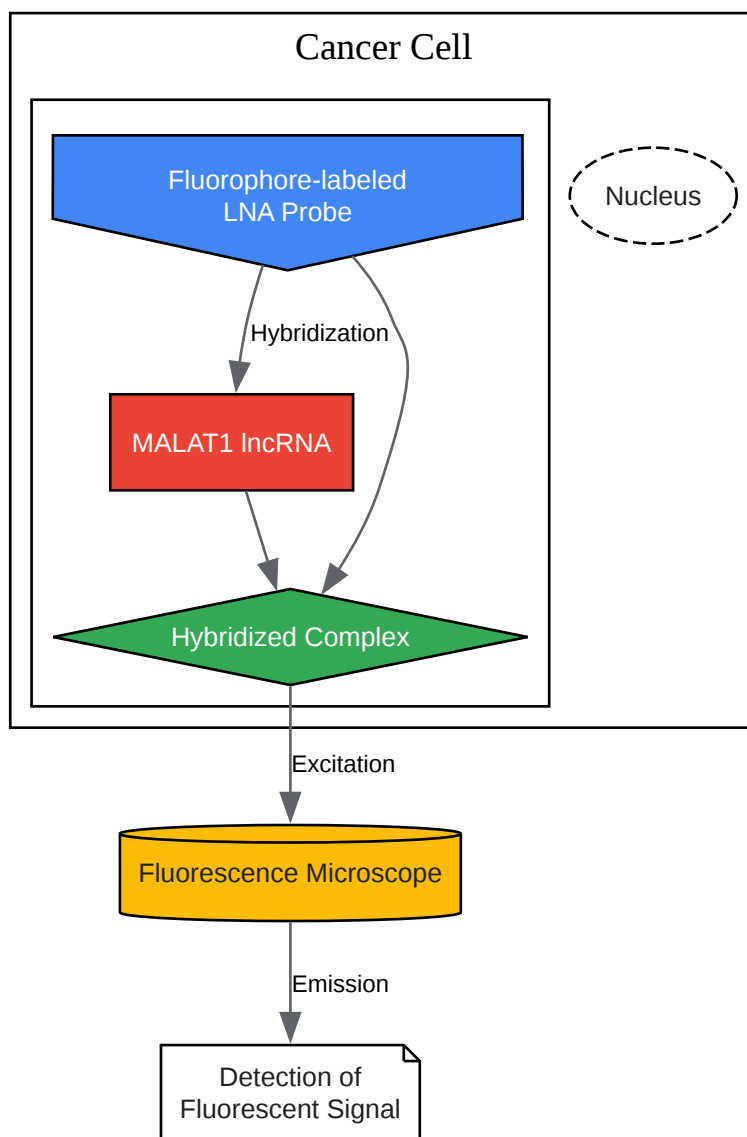 Cancer Cell
Fluorophore-labeled
LNA Probe
Nucleus
Hybridization
MALAT1 lncRNA
Hybridized Complex
Excitation
Fluorescence Microscope
Emission
Detection of
Fluorescent Signal